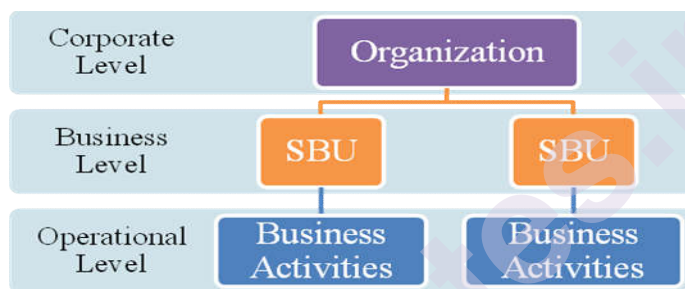 Corporate
Level
Organization
Business
Level
SBU
SBU
Operational
Level
Business
Activities
Business
Activities